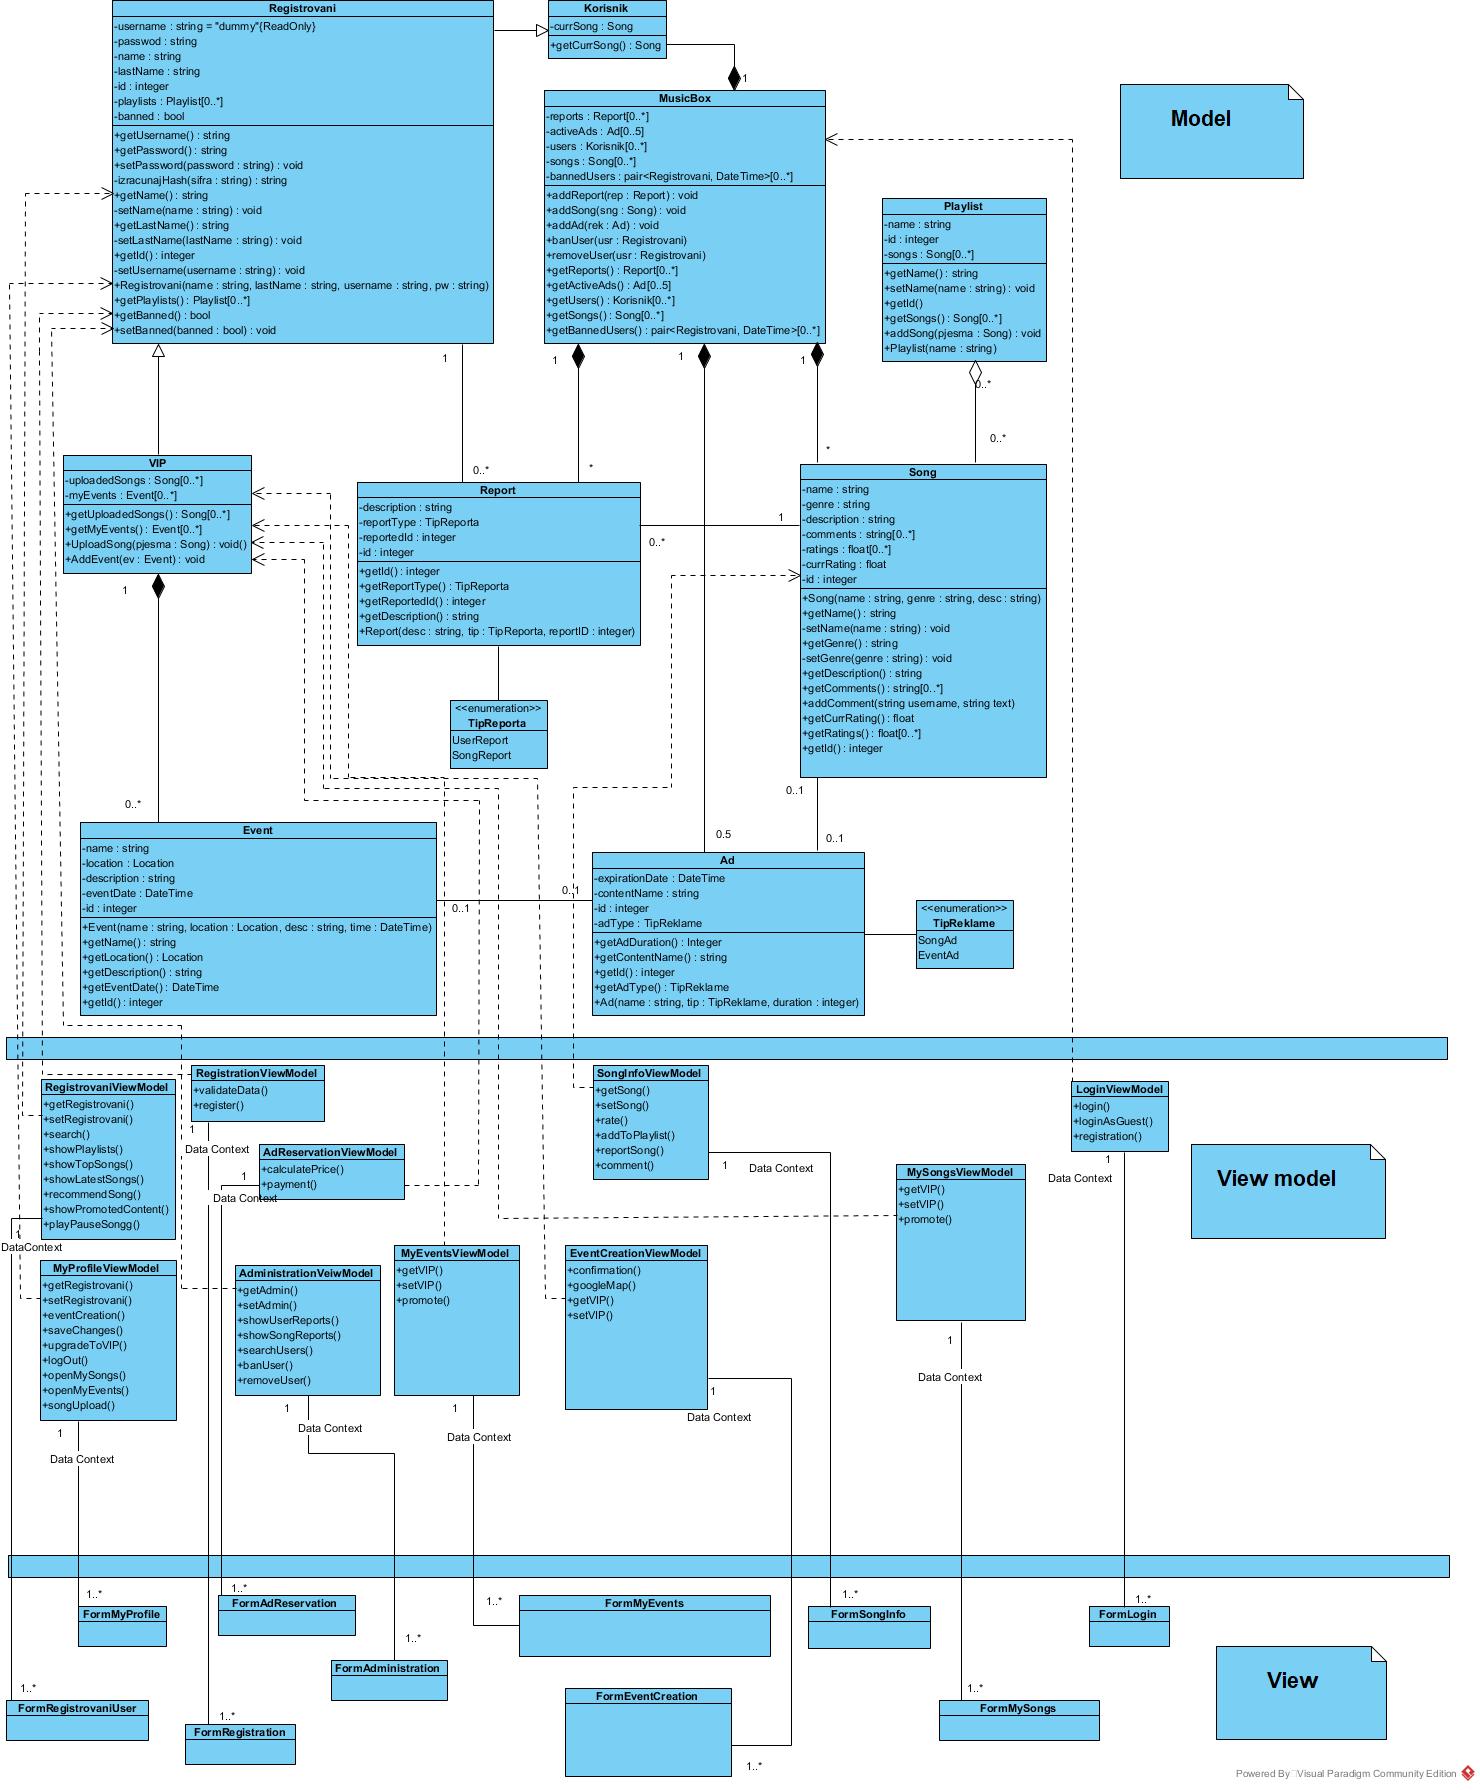 Registrovani
-username : string = "dummy"{ReadOnly}
-passwod : string
-name : string
-lastName : string
-id : integer
-playlists : Playlist[0..*]
-banned : bool
+getUsername() : string
+getPassword() : string
+setPassword(password : string) : void
-izracunajHash(sifra : string) : string
+getName() : string
-setName(name : string) : void
+getLastName() : string
-setLastName(lastName : string) : void
+getId() : integer
-setUsername(username : string) : void
+Registrovani(name : string, lastName : string, username : string, pw : string)
+getPlaylists() : Playlist[0..*]
+getBanned() : bool
+setBanned(banned : bool) : void
Korisnik
-currSong : Song
+getCurrSong() : Song
1
MusicBox
-reports : Report[0..*]
-activeAds : Ad[0..5]
-users : Korisnik[0..*]
-songs : Song[0..*]
-bannedUsers : pair<Registrovani, DateTime>[0..*]
+addReport(rep : Report) : void
+addSong(sng : Song) : void
+addAd(rek : Ad) : void
+banUser(usr : Registrovani)
+removeUser(usr : Registrovani)
+getReports() : Report[0..*]
+getActiveAds() : Ad[0..5]
+getUsers() : Korisnik[0..*]
+getSongs() : Song[0..*]
+getBannedUsers() : pair<Registrovani, DateTime>[0..*]
Model
Playlist
-name : string
-id : integer
-songs : Song[0..*]
+getName() : string
+setName(name : string) : void
+getId()
+getSongs() : Song[0..*]
+addSong(pjesma : Song) : void
+Playlist(name : string)
1
1
1
1
0..*
0..*
*
*
0..*
VIP
-uploadedSongs : Song[0..*]
-myEvents : Event[0..*]
+getUploadedSongs() : Song[0..*]
+getMyEvents() : Event[0..*]
+UploadSong(pjesma : Song) : void()
+AddEvent(ev : Event) : void
1
0..*
Report
-description : string
-reportType : TipReporta
-reportedId : integer
-id : integer
+getId() : integer
+getReportType() : TipReporta
+getReportedId() : integer
+getDescription() : string
+Report(desc : string, tip : TipReporta, reportID : integer)
1
0..*
Song
-name : string
-genre : string
-description : string
-comments : string[0..*]
-ratings : float[0..*]
-currRating : float
-id : integer
+Song(name : string, genre : string, desc : string)
+getName() : string
-setName(name : string) : void
+getGenre() : string
-setGenre(genre : string) : void
+getDescription() : string
+getComments() : string[0..*]
+addComment(string username, string text)
+getCurrRating() : float
+getRatings() : float[0..*]
+getId() : integer
<<enumeration>>
TipReporta
UserReport
SongReport
0..1
0..1
0.5
Event
-name : string
-location : Location
-description : string
-eventDate : DateTime
-id : integer
+Event(name : string, location : Location, desc : string, time : DateTime)
+getName() : string
+getLocation() : Location
+getDescription() : string
+getEventDate() : DateTime
+getId() : integer
0..1
0..1
Ad
-expirationDate : DateTime
-contentName : string
-id : integer
-adType : TipReklame
+getAdDuration() : Integer
+getContentName() : string
+getId() : integer
+getAdType() : TipReklame
+Ad(name : string, tip : TipReklame, duration : integer)
<<enumeration>>
TipReklame
SongAd
EventAd
RegistrovaniViewModel
+getRegistrovani()
+setRegistrovani()
+search()
+showPlaylists()
+showTopSongs()
+showLatestSongs()
+recommendSong()
+showPromotedContent()
+playPauseSongg()
1
DataContext
RegistrationViewModel
+validateData()
+register()
1
Data Context
AdReservationViewModel
+calculatePrice()
+payment()
1
Data Context
SongInfoViewModel
+getSong()
+setSong()
+rate()
+addToPlaylist()
+reportSong()
+comment()
1
Data Context
MySongsViewModel
+getVIP()
+setVIP()
+promote()
1
Data Context
LoginViewModel
+login()
+loginAsGuest()
+registration()
1
Data Context
View model
MyProfileViewModel
+getRegistrovani()
+setRegistrovani()
+eventCreation()
+saveChanges()
+upgradeToVIP()
+logOut()
+openMySongs()
+openMyEvents()
+songUpload()
1
Data Context
AdministrationVeiwModel
+getAdmin()
+setAdmin()
+showUserReports()
+showSongReports()
+searchUsers()
+banUser()
+removeUser()
1
Data Context
MyEventsViewModel
+getVIP()
+setVIP()
+promote()
1
Data Context
EventCreationViewModel
+confirmation()
+googleMap()
+getVIP()
+setVIP()
1
Data Context
1..*
FormMyProfile
1..*
FormAdReservation
1..*
FormMyEvents
1..*
FormSongInfo
1..*
FormLogin
1..*
FormAdministration
View
1..*
FormRegistrovaniUser
1..*
FormRegistration
FormEventCreation
1..*
1..*
FormMySongs
Powered By Visual Paradigm Community Edition